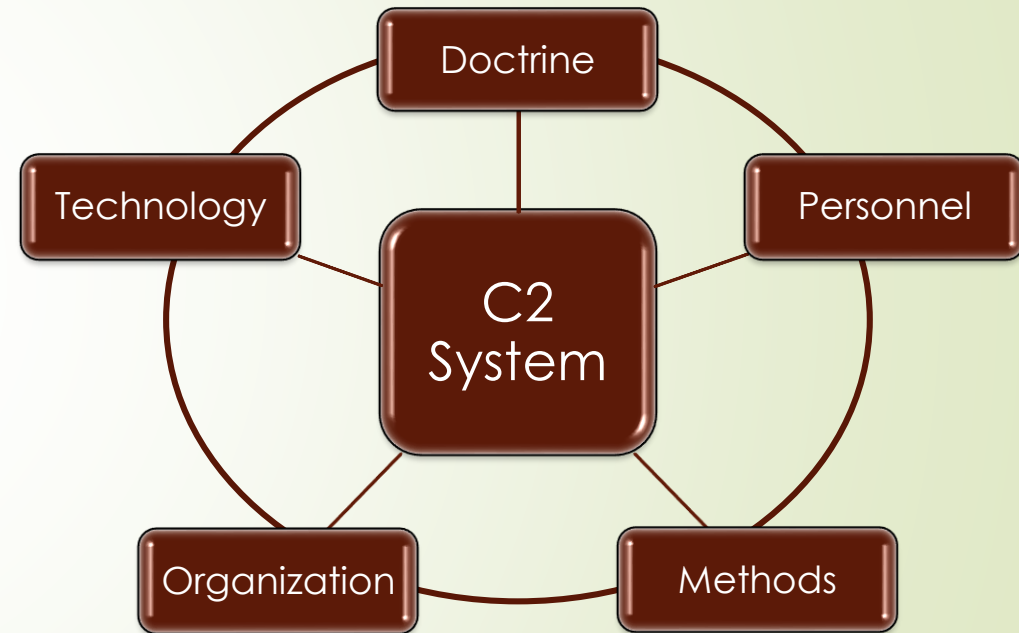 Doctrine
Technology
Personnel
C2
System
Organization
Methods